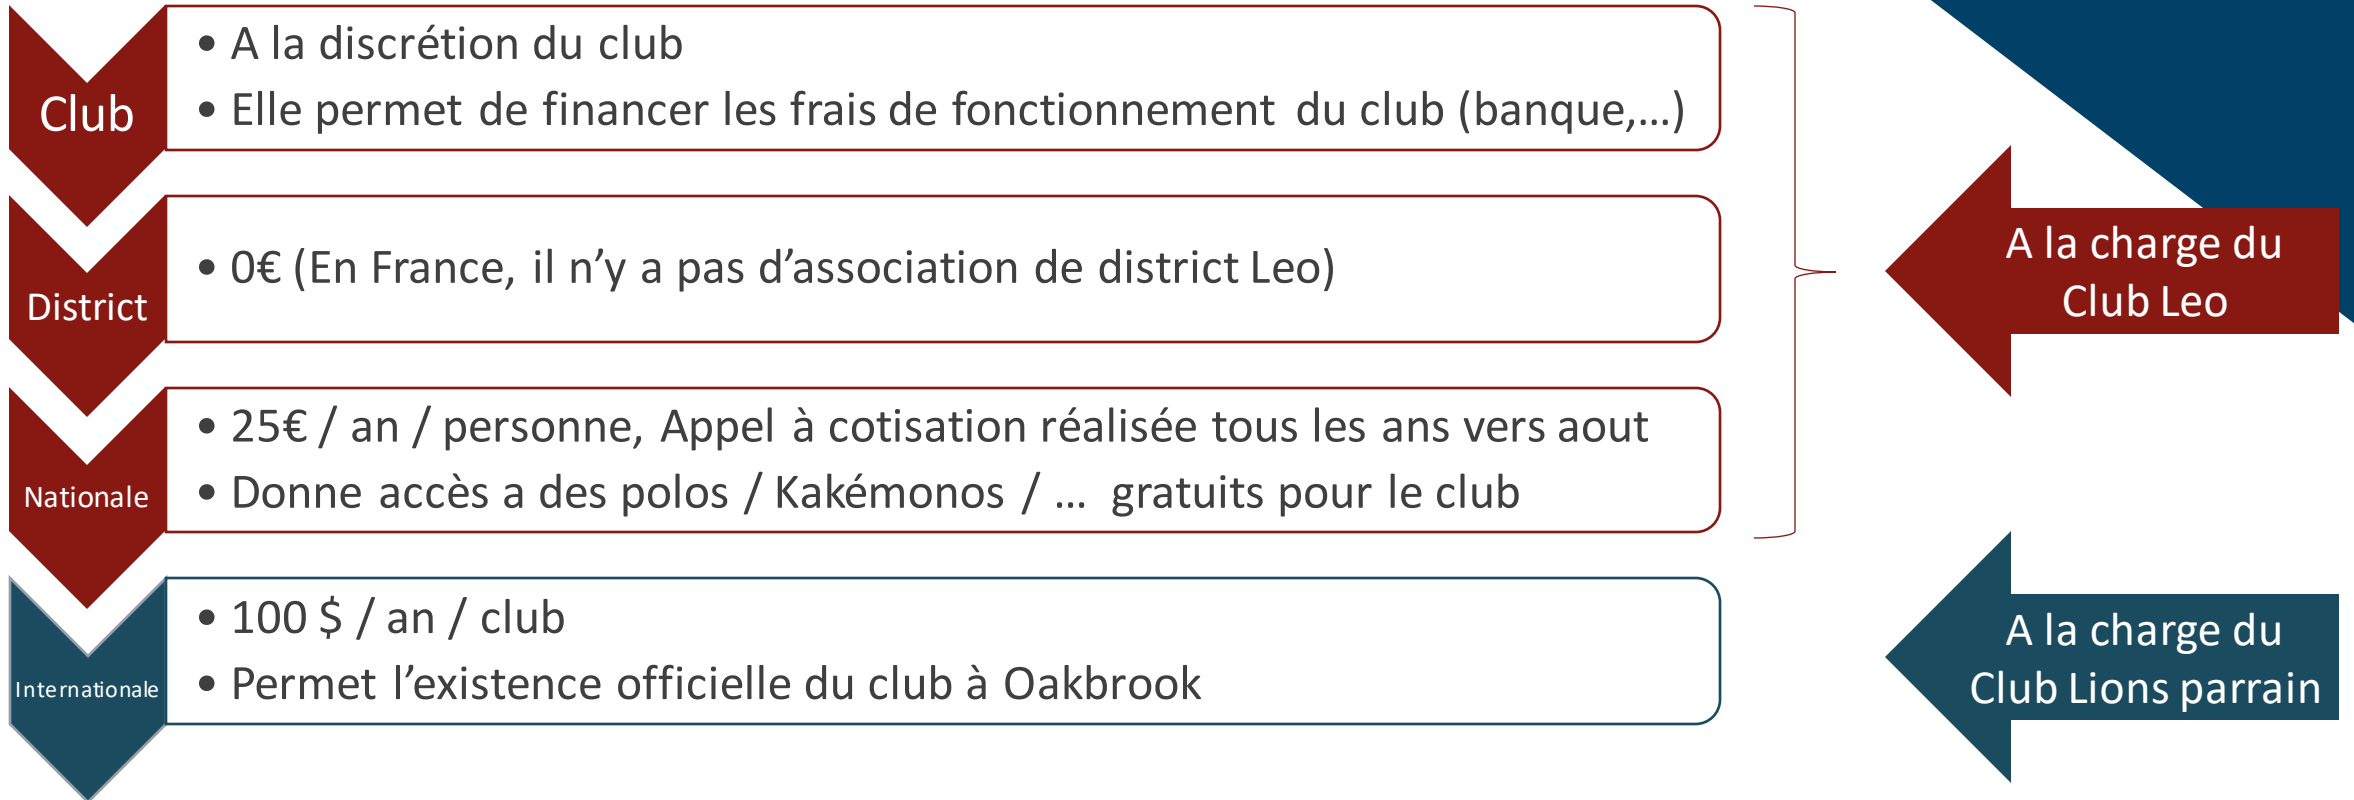 Club
• A la discrétion du club
• Elle permet de financer les frais de fonctionnement du club (banque,…)
District
• 0€ (En France, il n’y a pas d’association de district Leo)
Nationale
• 25€ / an / personne, Appel à cotisation réalisée tous les ans vers aout
• Donne accès a des polos / Kakémonos / … gratuits pour le club
A la charge du
Club Leo
Internationale
• 100 $ / an / club
• Permet l’existence officielle du club à Oakbrook
A la charge du
Club Lions parrain